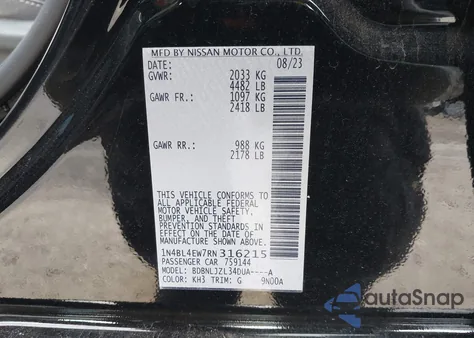 MFD BY NISSAN MOTOR CO., LTD.
DATE: 08/23
GVWR: 2033 KG
4482 LB
GAWR FR.: 1097 KG
2418 LB
GAWR RR.: 988 KG
2178 LB
THIS VEHICLE CONFORMS TO
ALL APPLICABLE FEDERAL
MOTOR VEHICLE SAFETY,
BUMPER, AND THEFT
PREVENTION STANDARDS
IN EFFECT ON THE DATE OF
MANUFACTURE SHOWN ABOVE.
1N4BL4EW7RN316215
PASSENGER CAR 759144
MODEL: BDBNLJZL34DUA----A
COLOR: KH3 TRIM: G 9N00A
autoSnap